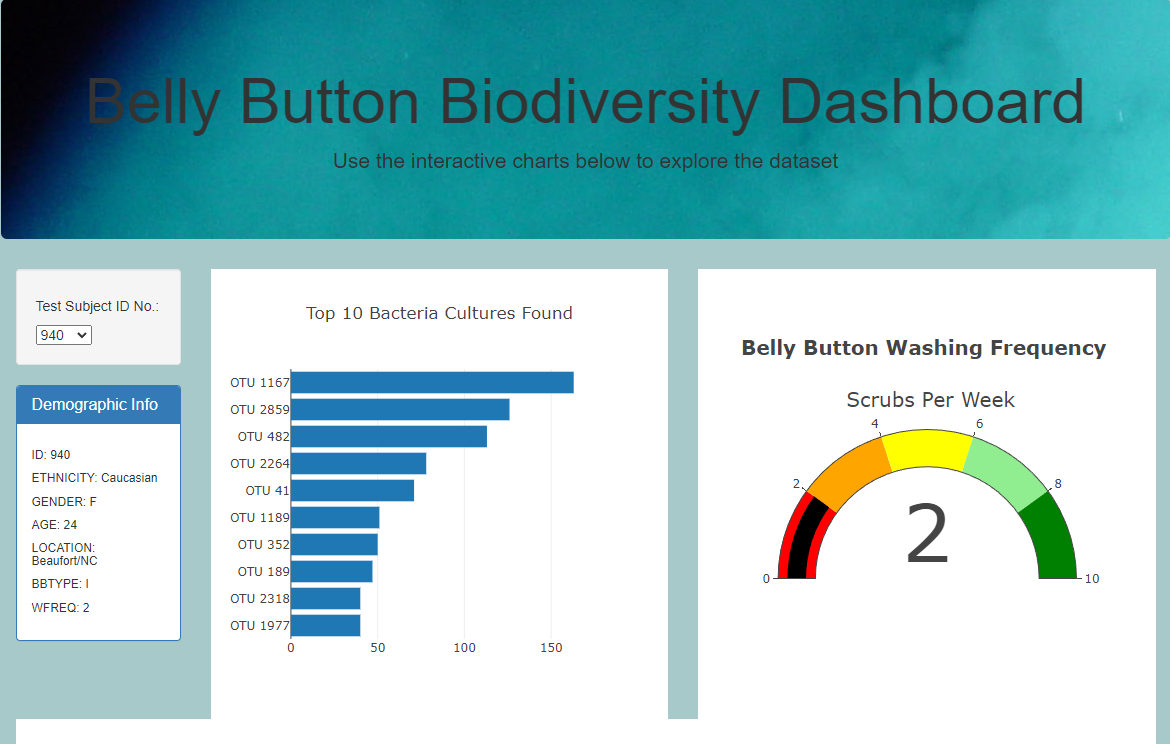 Belly Button Biodiversity Dashboard
Use the interactive charts below to explore the dataset
Test Subject ID No.:
940
Demographic Info
ID: 940
ETHNICITY: Caucasian
GENDER: F
AGE: 24
LOCATION:
Beaufort/NC
BBTYPE: I
WFREQ: 2
Top 10 Bacteria Cultures Found
OTU 1167
OTU 2859
OTU 482
OTU 2264
OTU 41
OTU 1189
OTU 352
OTU 189
OTU 2318
OTU 1977
0 50 100 150
Belly Button Washing Frequency
Scrubs Per Week
4 6
2 8
2
0 10